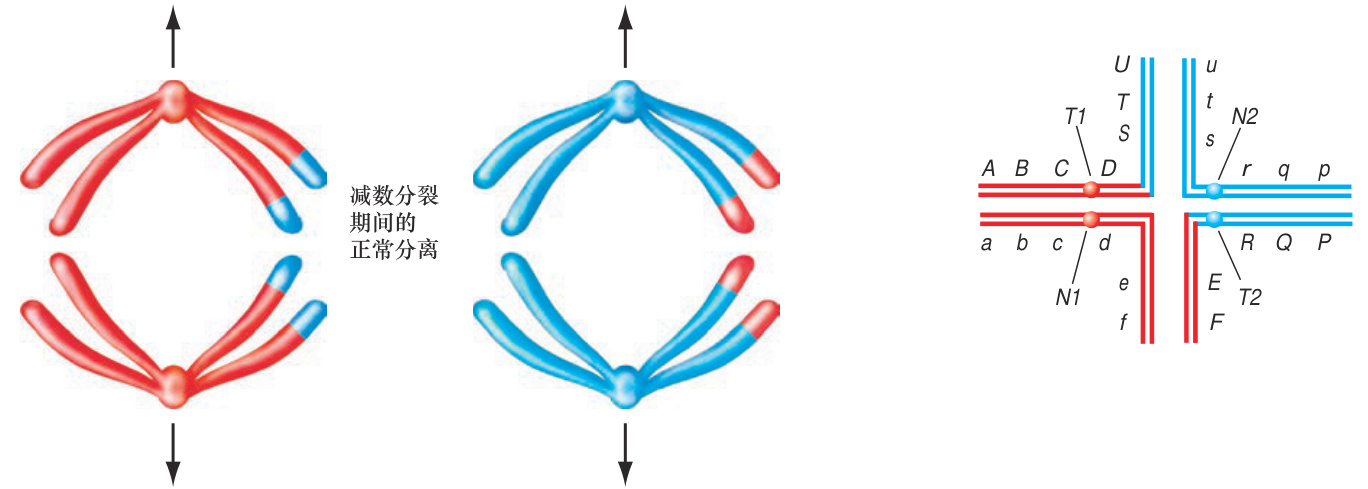 减数分裂
期间的
正常分离
U u
T t
T1 S s N2
A B C D r q p
a b c d R Q P
N1 e E T2
f F